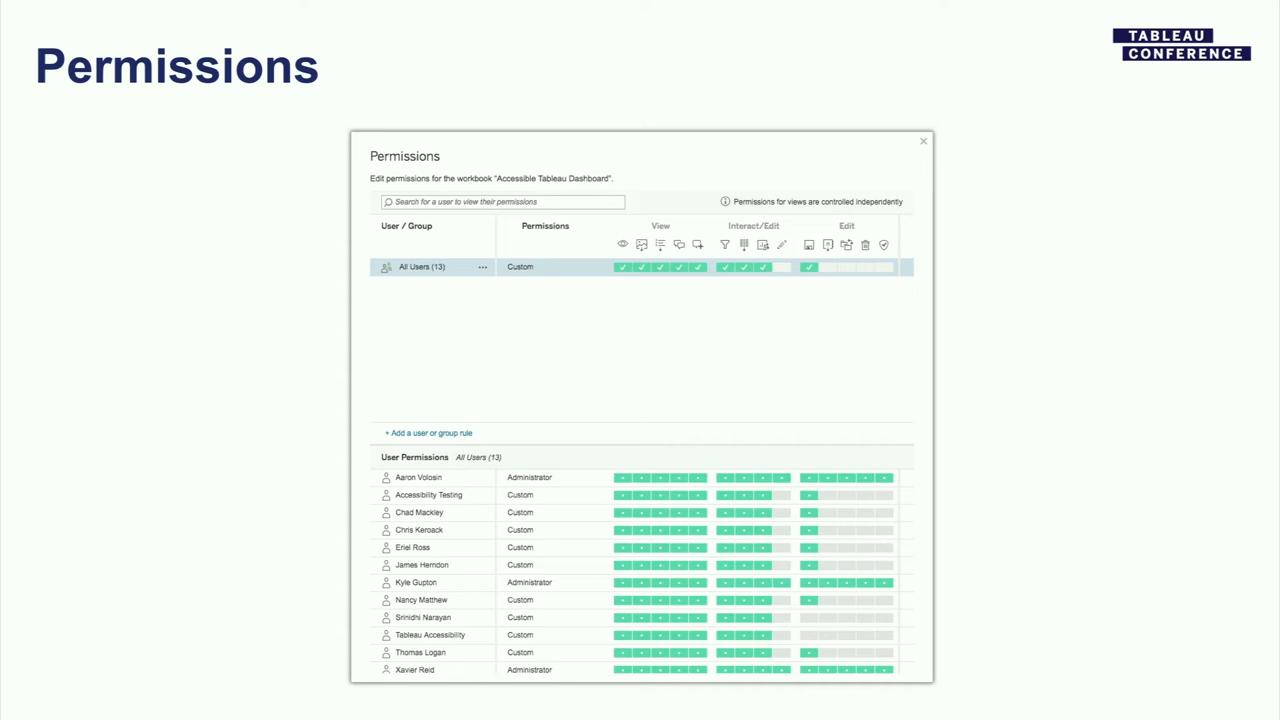 Permissions
TABLEAU
CONFERENCE
Permissions
Edit permissions for the workbook "Accessible Tableau Dashboard".
Search for a user to view their permissions
Permissions for views are controlled independently
User / Group Permissions View Interact/Edit Edit
All Users (13) ••• Custom
+ Add a user or group rule
User Permissions All Users (13)
Aaron Volosin Administrator
Accessibility Testing Custom
Chad Mackley Custom
Chris Keroack Custom
Eriel Ross Custom
James Herndon Custom
Kyle Gupton Administrator
Nancy Matthew Custom
Srinidhi Narayan Custom
Tableau Accessibility Custom
Thomas Logan Custom
Xavier Reid Administrator